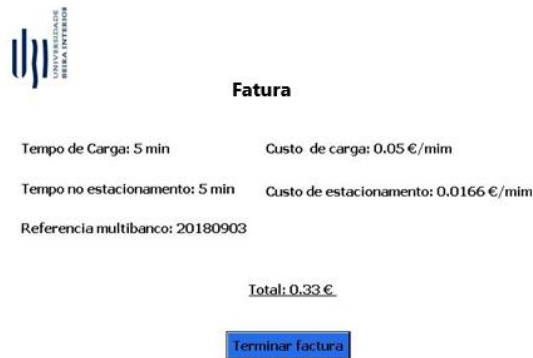 UNIVERSIDADE
BEIRA INTERIOR
Fatura
Tempo de Carga: 5 min
Custo de carga: 0.05 €/mim
Tempo no estacionamento: 5 min
Custo de estacionamento: 0.0166 €/mim
Referencia multibanco: 20180903
Total: 0.33 €
Terminar factura